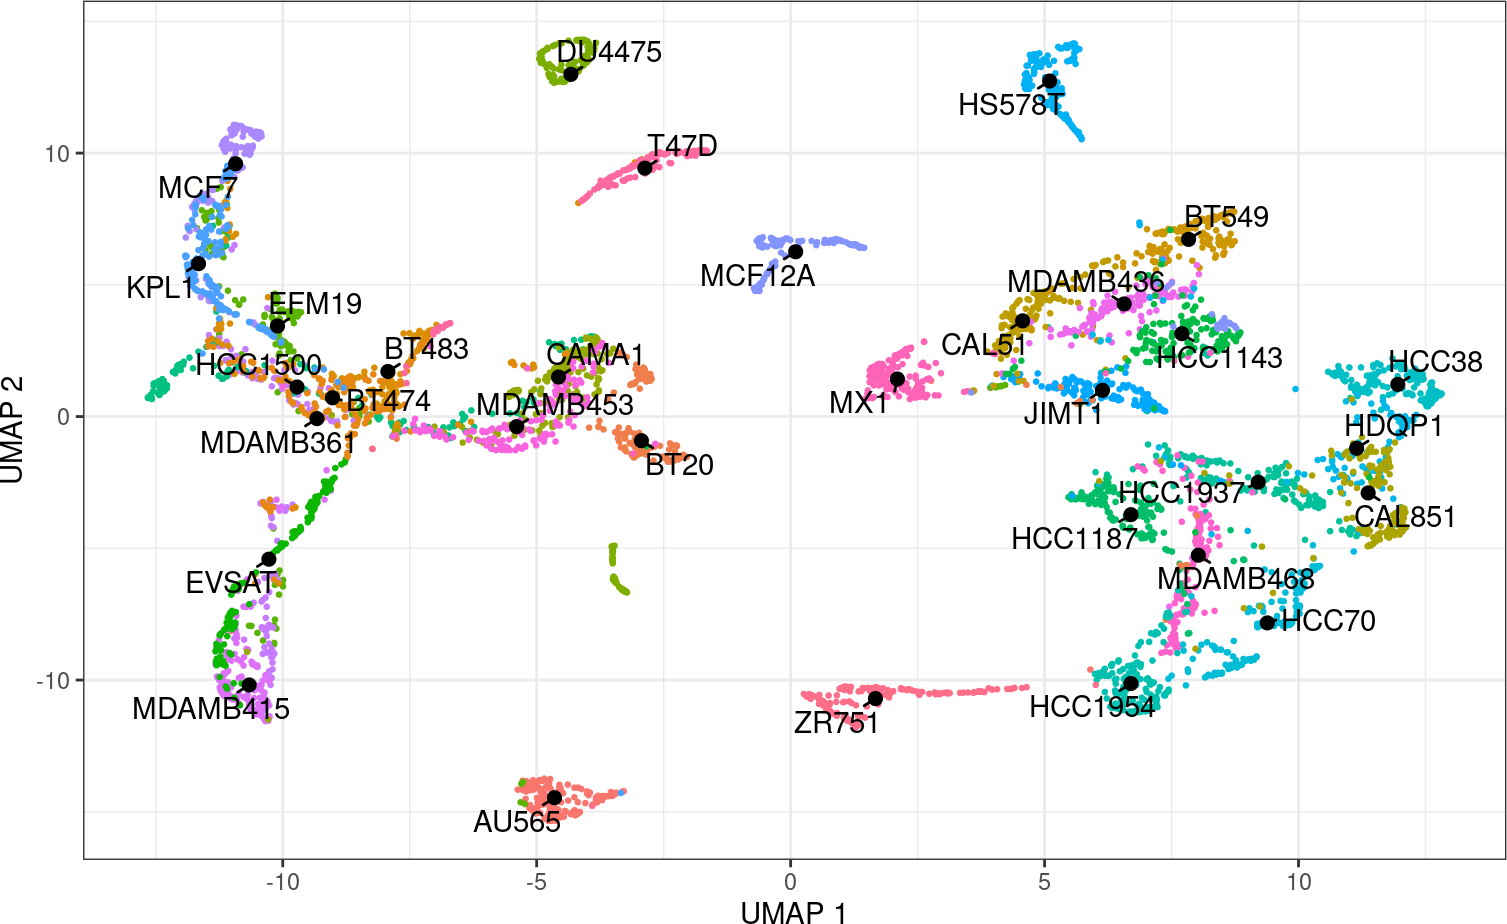 DU4475
HS578T
T47D
10
MCF7
BT549
MCF12A
MDAMB436
KPL1
EFM19
CAL51
BT483
CAMA1
HCC1143
HCC38
HCC1500
BT474
MDAMB453
MX1
JIMT1
0
HDQP1
MDAMB361
BT20
HCC1937
CAL851
HCC1187
UMAP 2
EVSAT
MDAMB468
HCC70
-10
MDAMB415
HCC1954
ZR751
AU565
-10
-5
0
5
10
UMAP 1